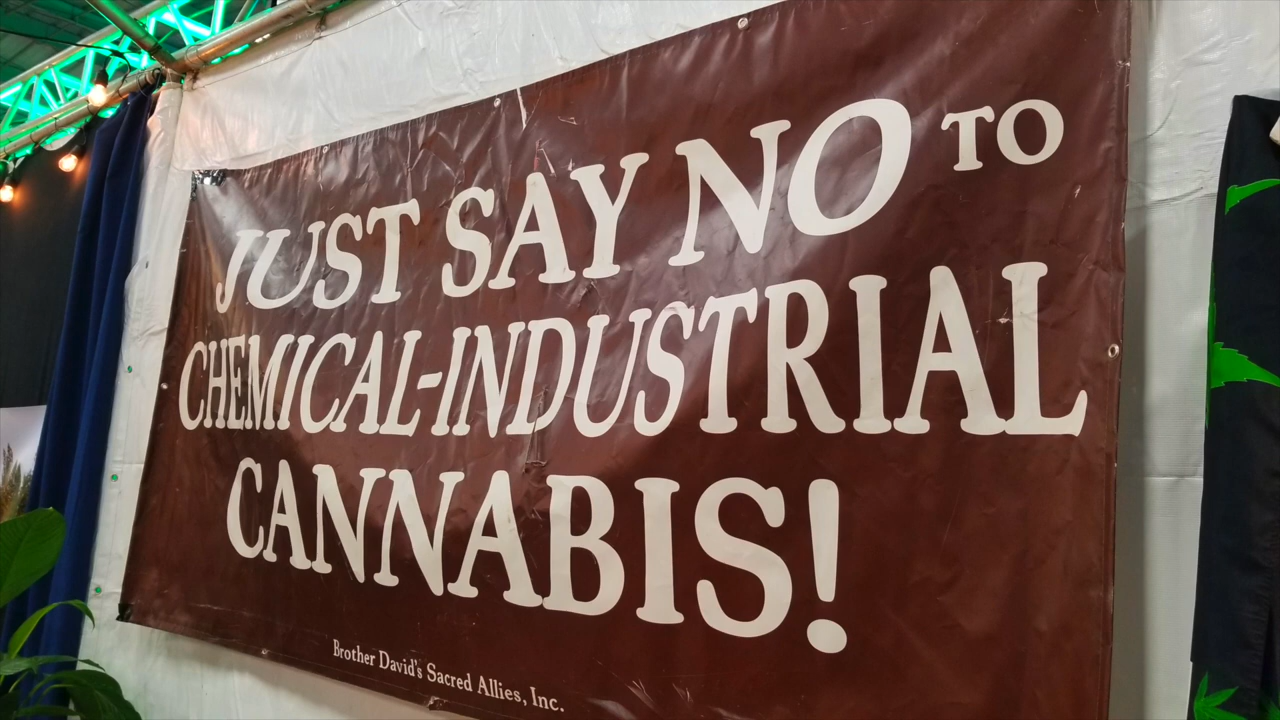 JUST SAY NO TO
CHEMICAL-INDUSTRIAL
CANNABIS!
Brother David's Sacred Allies, Inc.